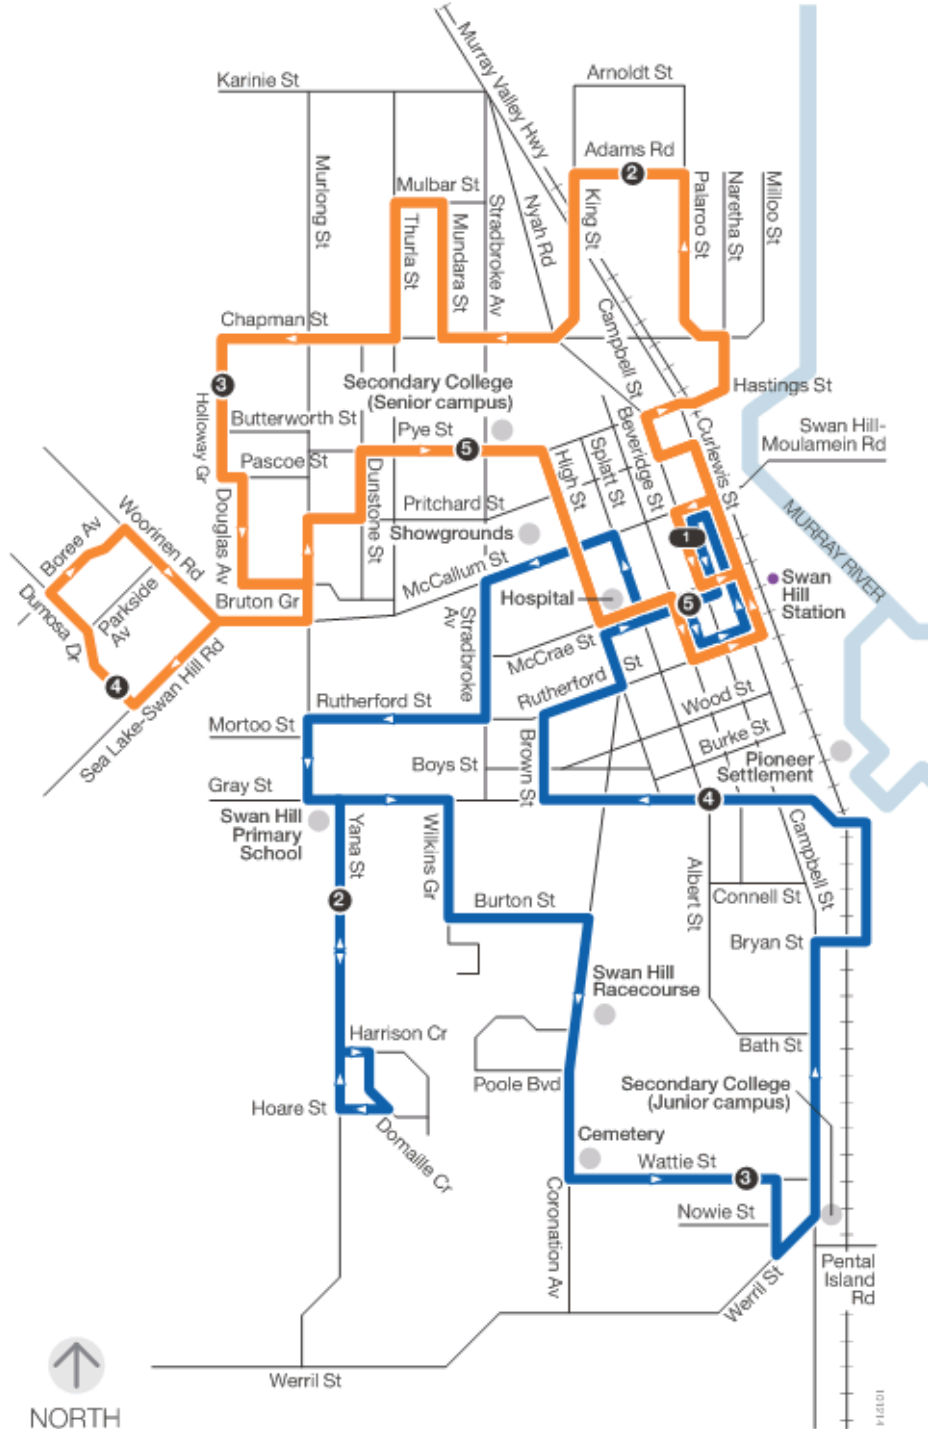 Arnoldt St
Karinie St
Murray Valley Hwy
Adams Rd
2
Murlong St
Mulbar St
Thurla St
Mundara St
Stradbroke Av
Nyah Rd
King St
Palaroo St
Naretha St
Milloo St
Chapman St
Campbell St
3
Secondary College
(Senior campus)
Hastings St
Holloway Gr
Butterworth St
Pye St
5
Beveridge St
Curlewis St
Swan Hill-
Moulamein Rd
Pascoe St
Dunstone St
High St
Splatt St
Douglas Av
Pritchard St
Woorinen Rd
Boree Av
Showgrounds
1
MURRAY RIVER
McCallum St
Parkside
Av
Dumosa Dr
Bruton Gr
Hospital
5
Swan
Hill
Station
Stradbroke
Av
McCrae St
4
Sea Lake-Swan Hill Rd
Rutherford St
Rutherford St
Wood St
Mortoo St
Burke St
Brown St
Boys St
Pioneer
Settlement
Gray St
4
Swan Hill
Primary
School
Yana St
Wilkins Gr
Campbell St
Albert St
2
Burton St
Connell St
Bryan St
Swan Hill
Racecourse
Harrison Cr
Bath St
Poole Bvd
Secondary College
(Junior campus)
Hoare St
Domaille Cr
Cemetery
Wattie St
3
Coronation Av
Nowie St
Werril St
Pental
Island
Rd
Werril St
NORTH
101214